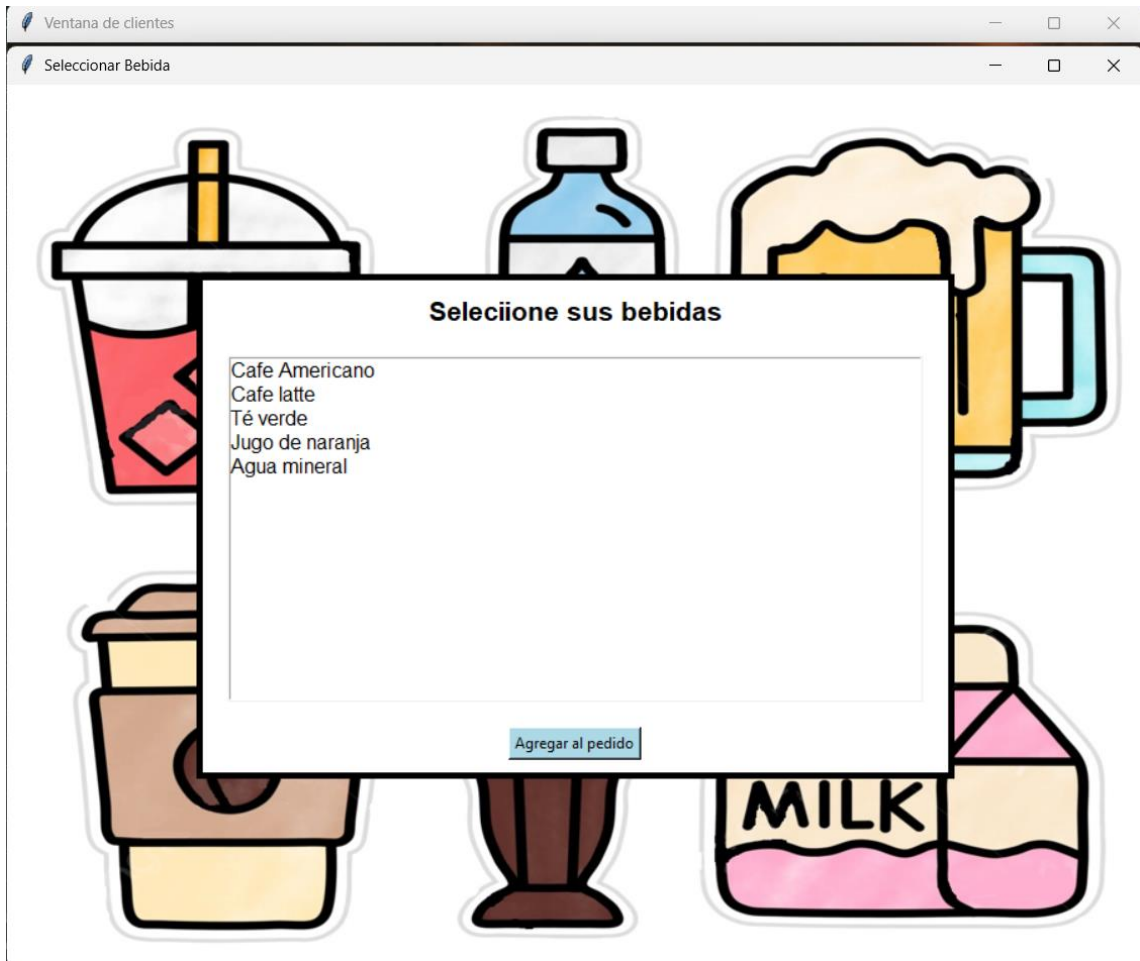 Ventana de clientes
Seleccionar Bebida
Seleciione sus bebidas
Cafe Americano
Cafe latte
Té verde
Jugo de naranja
Agua mineral
Agregar al pedido
MILK